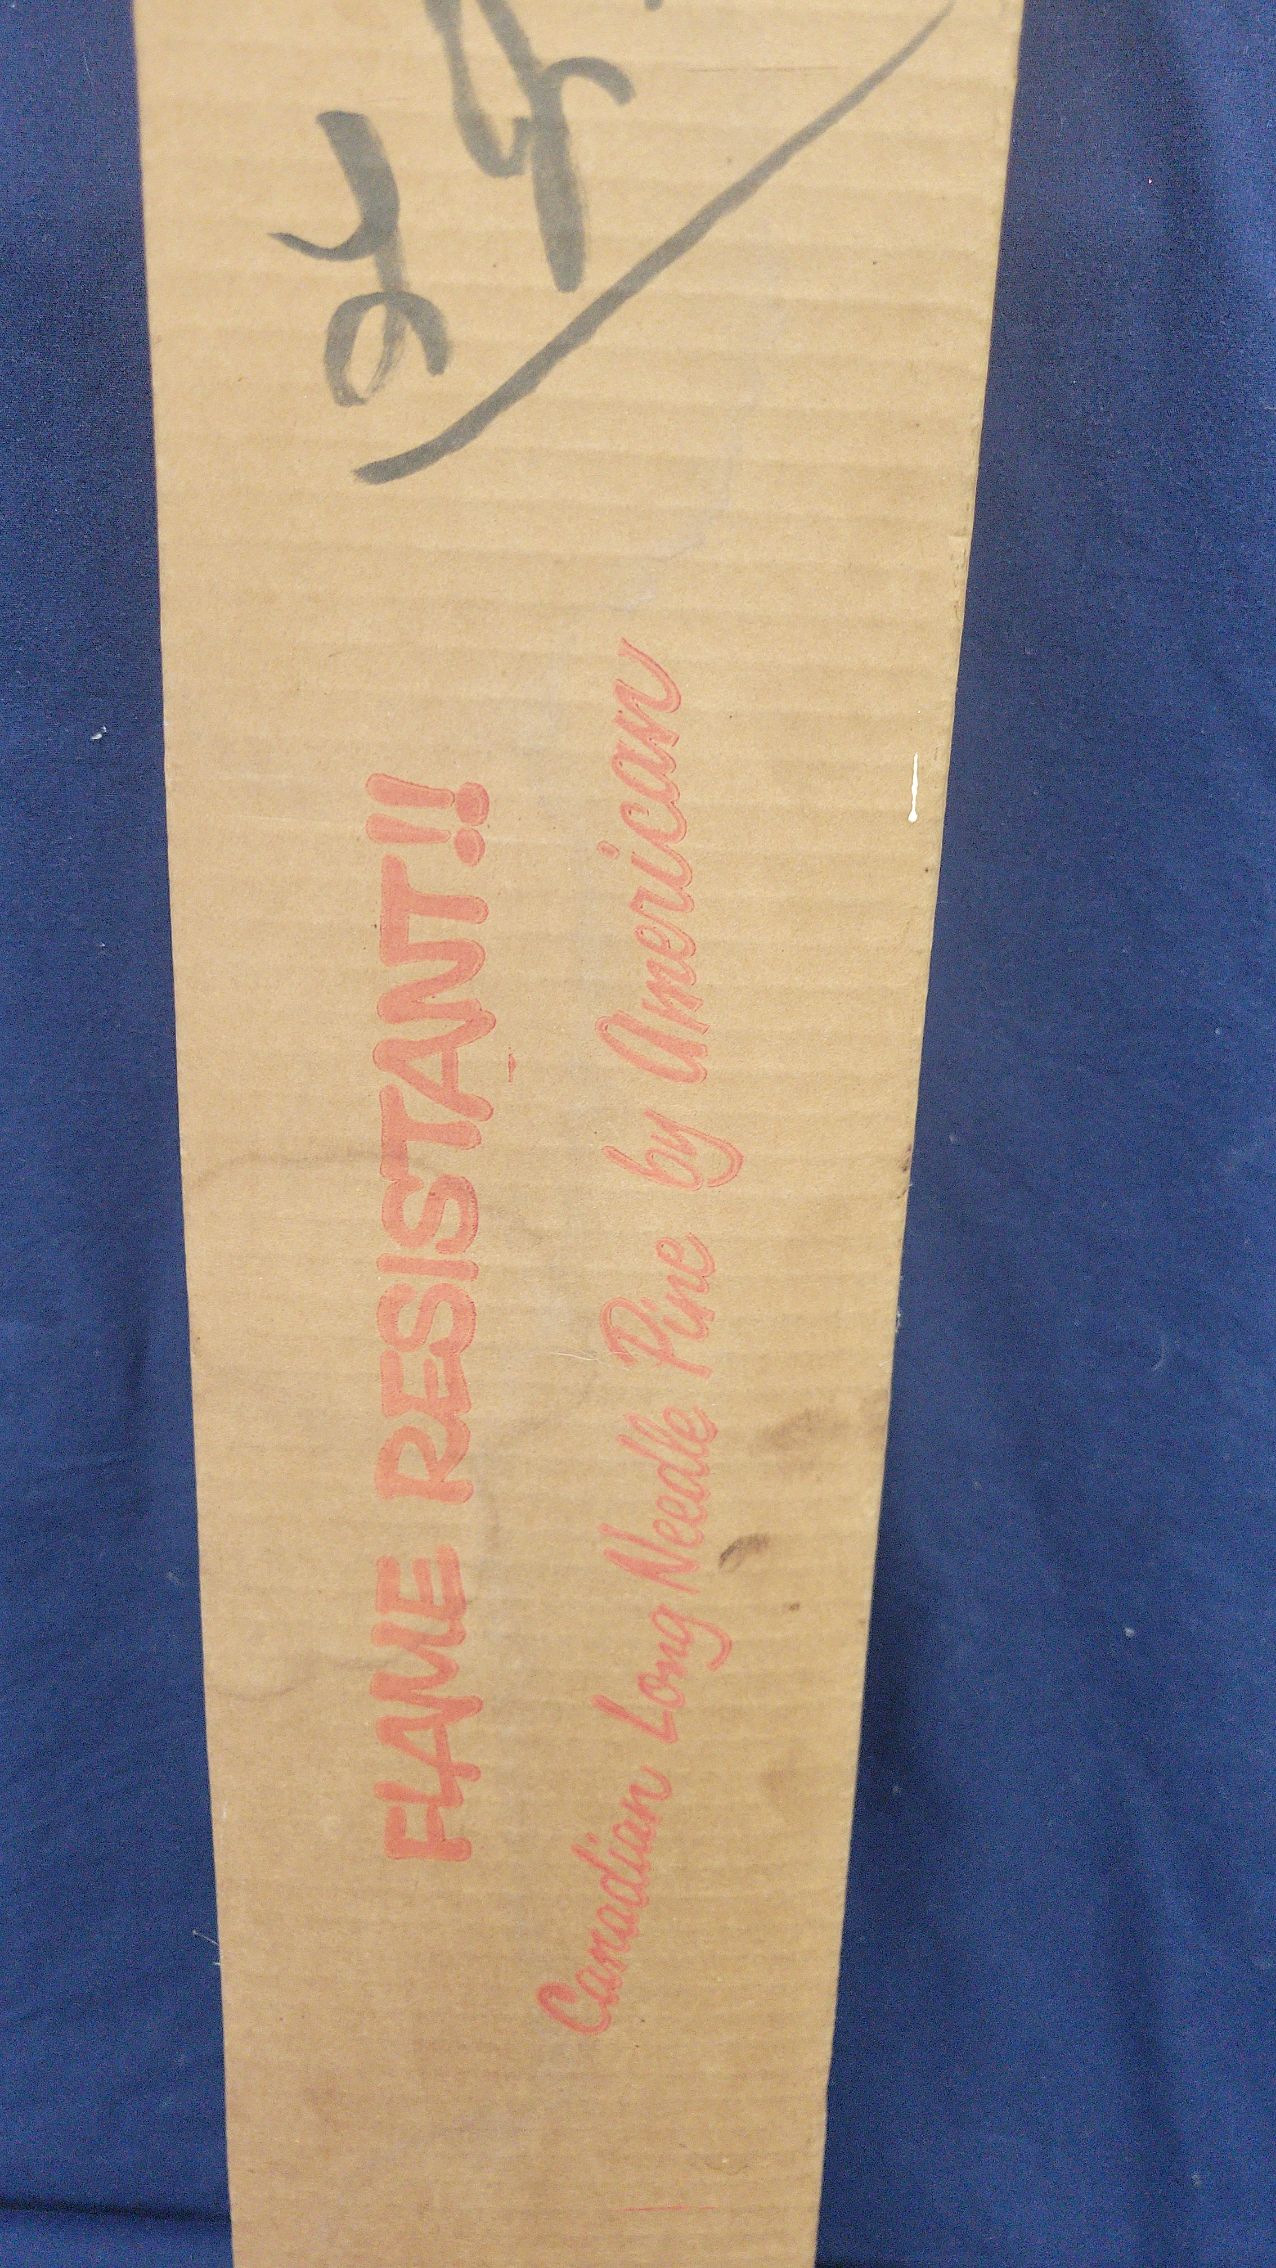 FLAME RESISTANT!!
Canadian Long Needle Pine by American